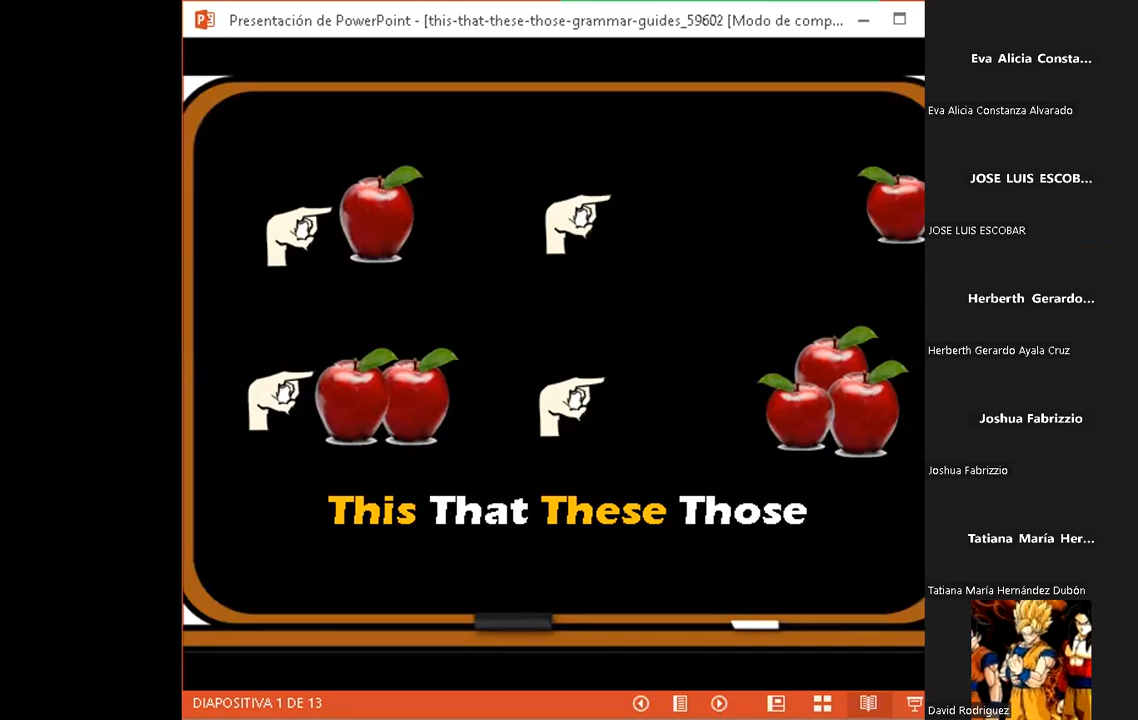 Presentación de PowerPoint - [this-that-these-those-grammar-guides_59602 [Modo de comp...
Eva Alicia Consta...
Eva Alicia Constanza Alvarado
JOSE LUIS ESCOB...
JOSE LUIS ESCOBAR
Herberth Gerardo...
Herberth Gerardo Ayala Cruz
Joshua Fabrizzio
Joshua Fabrizzio
Tatiana María Her...
Tatiana María Hernández Dubón
This That These Those
DIAPOSITIVA 1 DE 13
David Rodriguez